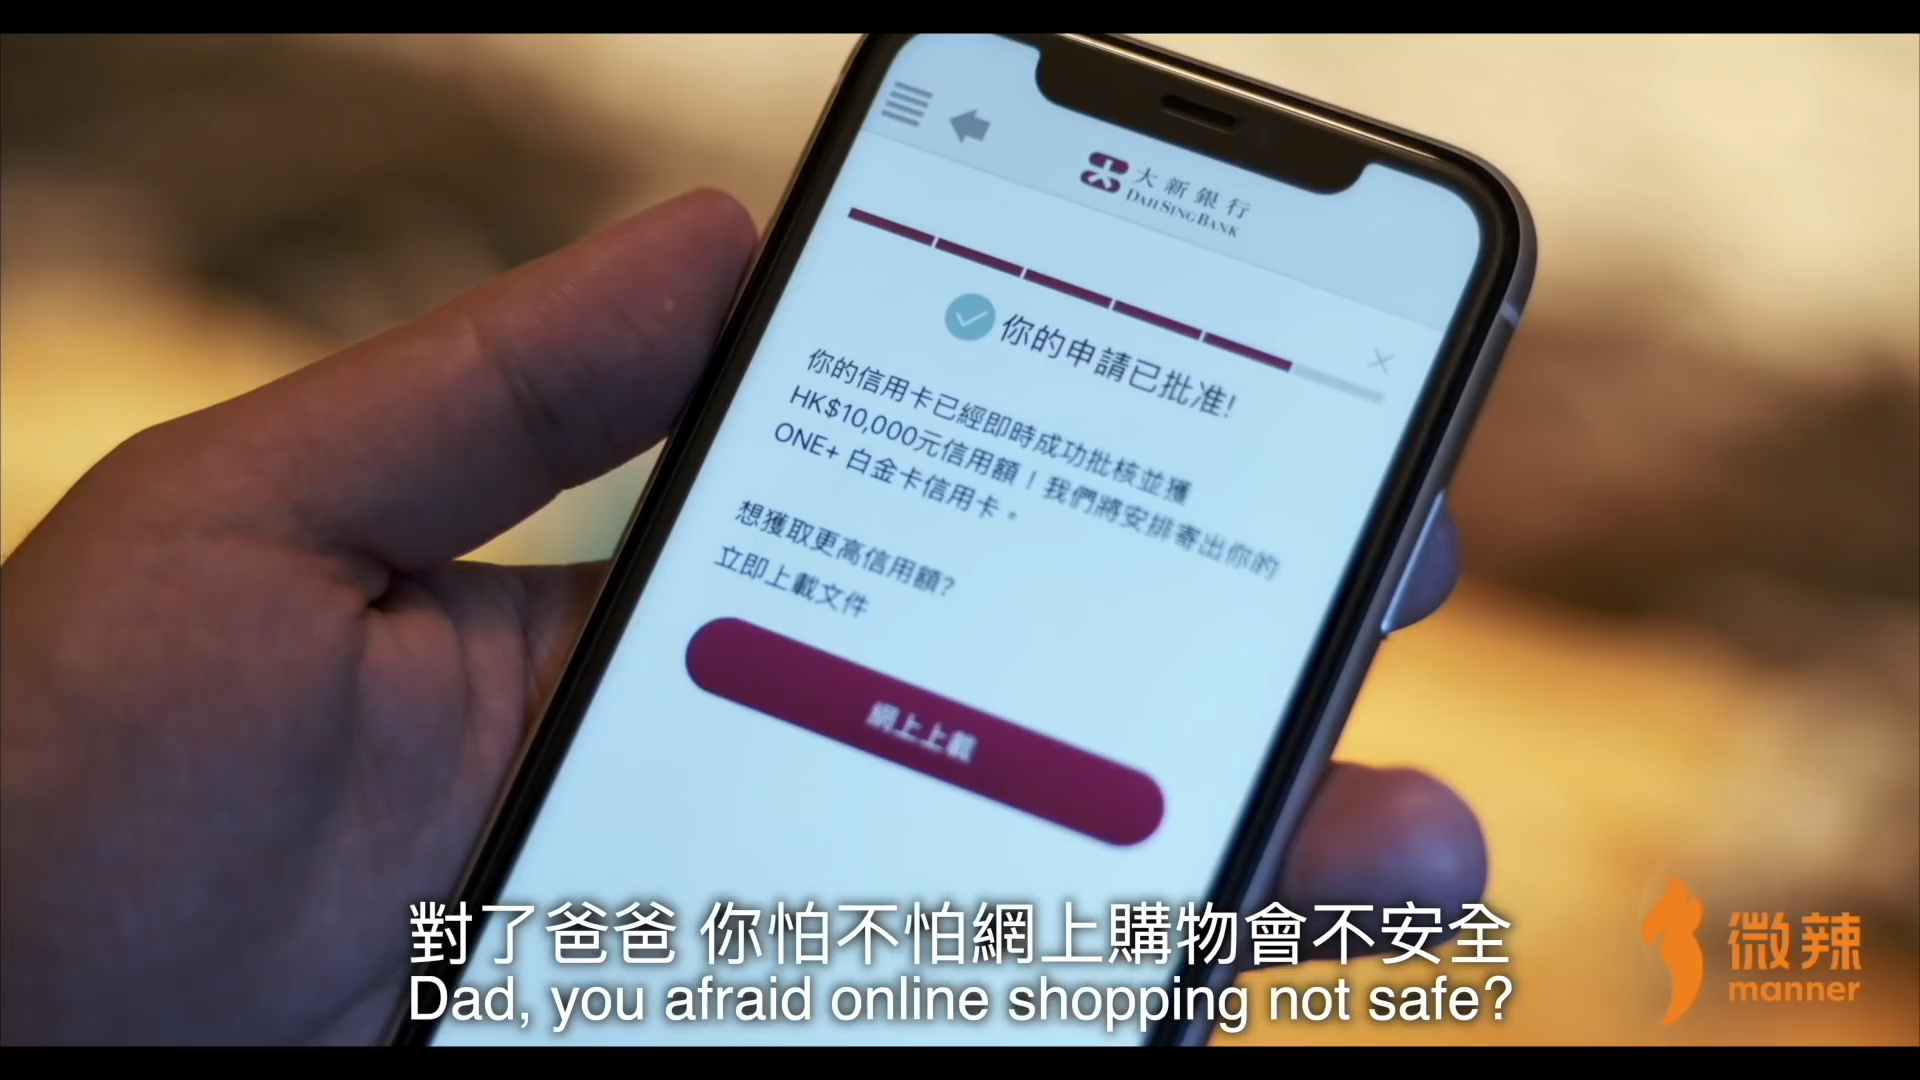 大新銀行
DAH SING BANK
你的申請已批准!
你的信用卡已經即時成功批核並獲
HK$10,000元信用額!我們將安排寄出你的
ONE+ 白金卡信用卡。
想獲取更高信用額?
立即上載文件
網上上載
對了爸爸 你怕不怕網上購物會不安全
Dad, you afraid online shopping not safe?
微辣
manner